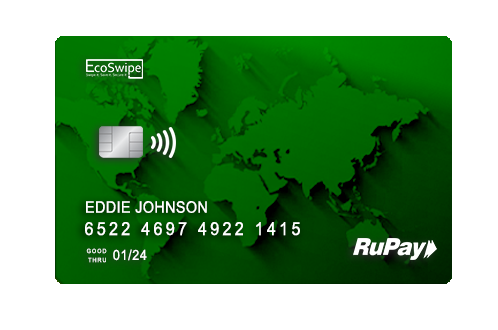 EcoSwipe
EDDIE JOHNSON
6522 4697 4922 1415
GOOD
THRU 01/24
RuPay